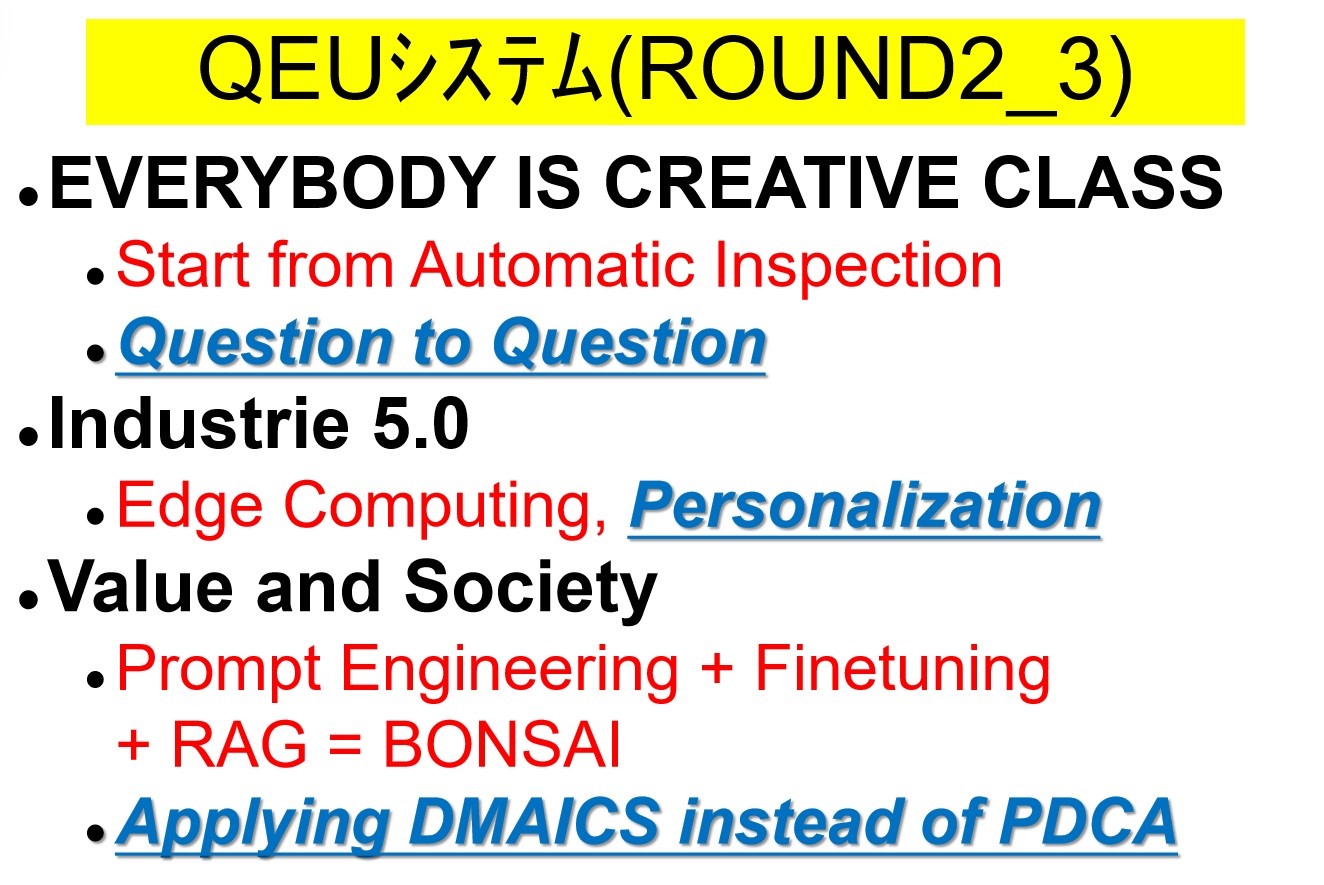 QEUシステム(ROUND2_3)
•EVERYBODY IS CREATIVE CLASS
•Start from Automatic Inspection
•Question to Question
•Industrie 5.0
•Edge Computing, Personalization
•Value and Society
•Prompt Engineering + Finetuning
+ RAG = BONSAI
•Applying DMAICS instead of PDCA